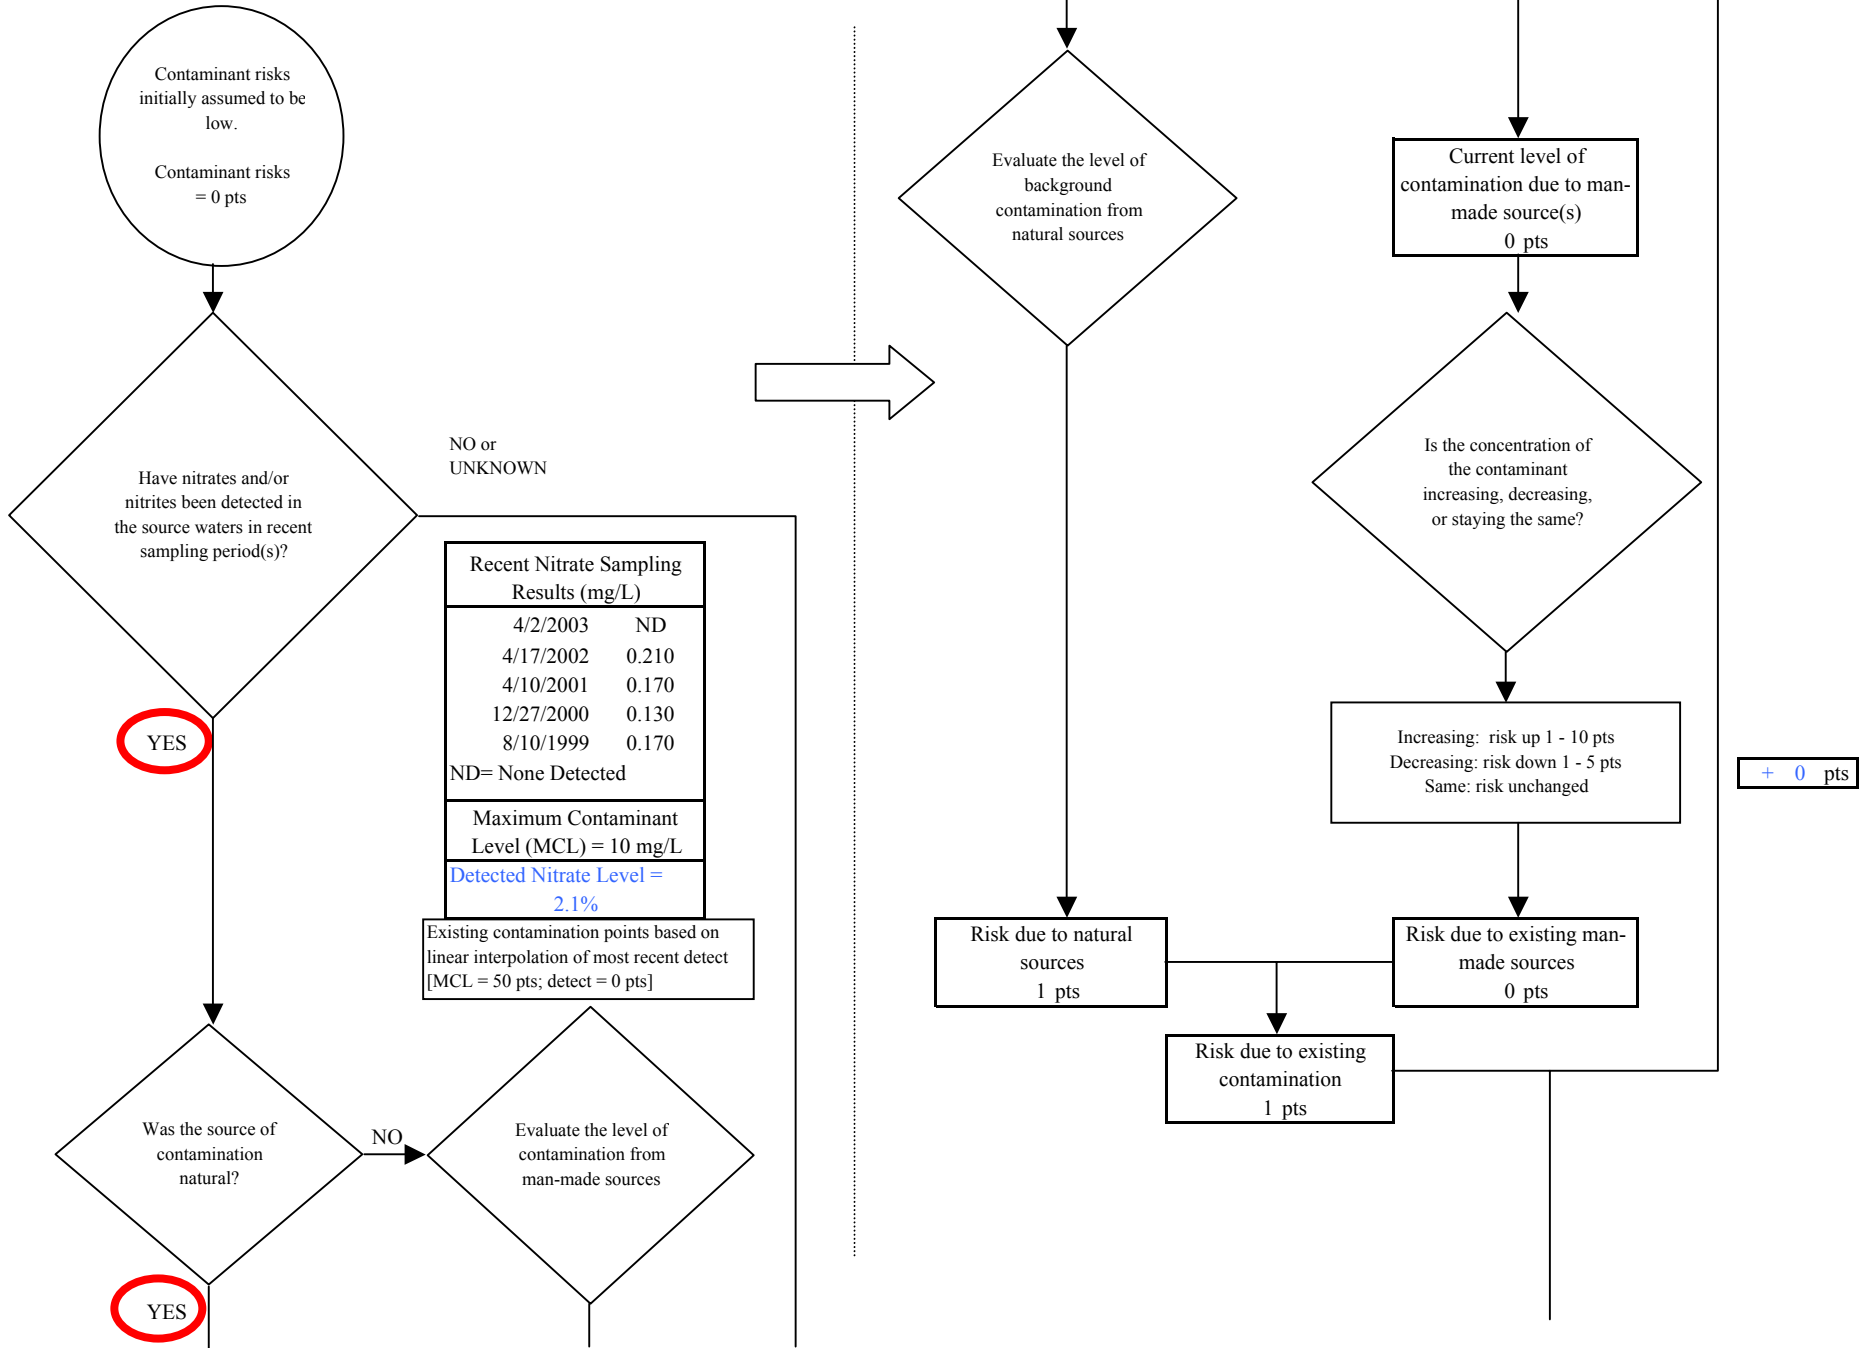 Contaminant risks
initially assumed to be
low.
Contaminant risks
= 0 pts
Have nitrates and/or
nitrites been detected in
the source waters in recent
sampling period(s)?
NO or
UNKNOWN
YES
Recent Nitrate Sampling
Results (mg/L)
4/2/2003 ND
4/17/2002 0.210
4/10/2001 0.170
12/27/2000 0.130
8/10/1999 0.170
ND= None Detected
Maximum Contaminant
Level (MCL) = 10 mg/L
Detected Nitrate Level =
2.1%
Existing contamination points based on
linear interpolation of most recent detect
[MCL = 50 pts; detect = 0 pts]
Was the source of
contamination
natural?
NO
Evaluate the level of
contamination from
man-made sources
YES
Evaluate the level of
background
contamination from
natural sources
Current level of
contamination due to man-
made source(s)
0 pts
Is the concentration of
the contaminant
increasing, decreasing,
or staying the same?
Increasing: risk up 1 - 10 pts
Decreasing: risk down 1 - 5 pts
Same: risk unchanged
+ 0 pts
Risk due to natural
sources
1 pts
Risk due to existing man-
made sources
0 pts
Risk due to existing
contamination
1 pts